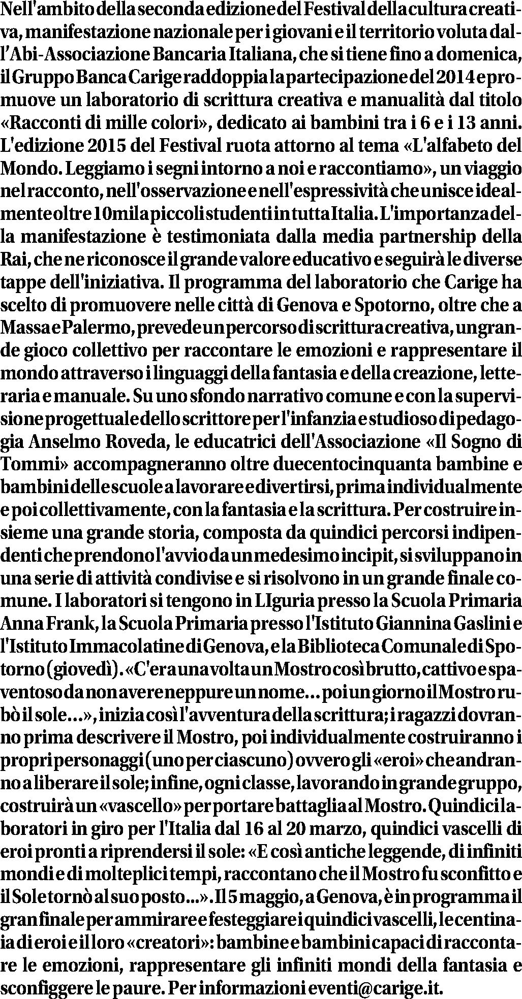 Nell'ambito della seconda edizione del Festival della cultura creati-
va, manifestazione nazionale per i giovani e il territorio voluta dal-
l'Abi-Associazione Bancaria Italiana, che si tiene fino a domenica,
il Gruppo Banca Carige raddoppia la partecipazione del 2014 e pro-
muove un laboratorio di scrittura creativa e manualità dal titolo
«Racconti di mille colori», dedicato ai bambini tra i 6 e i 13 anni.
L'edizione 2015 del Festival ruota attorno al tema «L'alfabeto del
Mondo. Leggiamo i segni intorno a noi e raccontiamo», un viaggio
nel racconto, nell'osservazione e nell'espressività che unisce ideal-
mente oltre 10mila piccoli studenti in tutta Italia. L'importanza del-
la manifestazione è testimoniata dalla media partnership della
Rai, che ne riconosce il grande valore educativo e seguirà le diverse
tappe dell'iniziativa. Il programma del laboratorio che Carige ha
scelto di promuovere nelle città di Genova e Spotorno, oltre che a
Massa e Palermo, prevede un percorso di scrittura creativa, un gran-
de gioco collettivo per raccontare le emozioni e rappresentare il
mondo attraverso i linguaggi della fantasia e della creazione, lette-
raria e manuale. Su uno sfondo narrativo comune e con la supervi-
sione progettuale dello scrittore per l'infanzia e studioso di pedago-
gia Anselmo Roveda, le educatrici dell'Associazione «Il Sogno di
Tommi» accompagneranno oltre duecentocinquanta bambine e
bambini delle scuole a lavorare e divertirsi, prima individualmente
e poi collettivamente, con la fantasia e la scrittura. Per costruire in-
sieme una grande storia, composta da quindici percorsi indipen-
denti che prendono l'avvio da un medesimo incipit, si sviluppano in
una serie di attività condivise e si risolvono in un grande finale co-
mune. I laboratori si tengono in LIguria presso la Scuola Primaria
Anna Frank, la Scuola Primaria presso l'Istituto Giannina Gaslini e
l'Istituto Immacolatine di Genova, e la Biblioteca Comunale di Spo-
torno (giovedì). «C'era una volta un Mostro così brutto, cattivo e spa-
ventoso da non avere neppure un nome... poi un giorno il Mostro ru-
bò il sole...», inizia così l'avventura della scrittura; i ragazzi dovran-
no prima descrivere il Mostro, poi individualmente costruiranno i
propri personaggi (uno per ciascuno) ovvero gli «eroi» che andran-
no a liberare il sole; infine, ogni classe, lavorando in grande gruppo,
costruirà un «vascello» per portare battaglia al Mostro. Quindici la-
boratori in giro per l'Italia dal 16 al 20 marzo, quindici vascelli di
eroi pronti a riprendersi il sole: «E così antiche leggende, di infiniti
mondi e di molteplici tempi, raccontano che il Mostro fu sconfitto e
il Sole tornò al suo posto...». Il 5 maggio, a Genova, è in programma il
gran finale per ammirare e festeggiare i quindici vascelli, le centina-
ia di eroi e il loro «creatori»: bambine e bambini capaci di racconta-
re le emozioni, rappresentare gli infiniti mondi della fantasia e
sconfiggere le paure. Per informazioni eventi@carige.it.